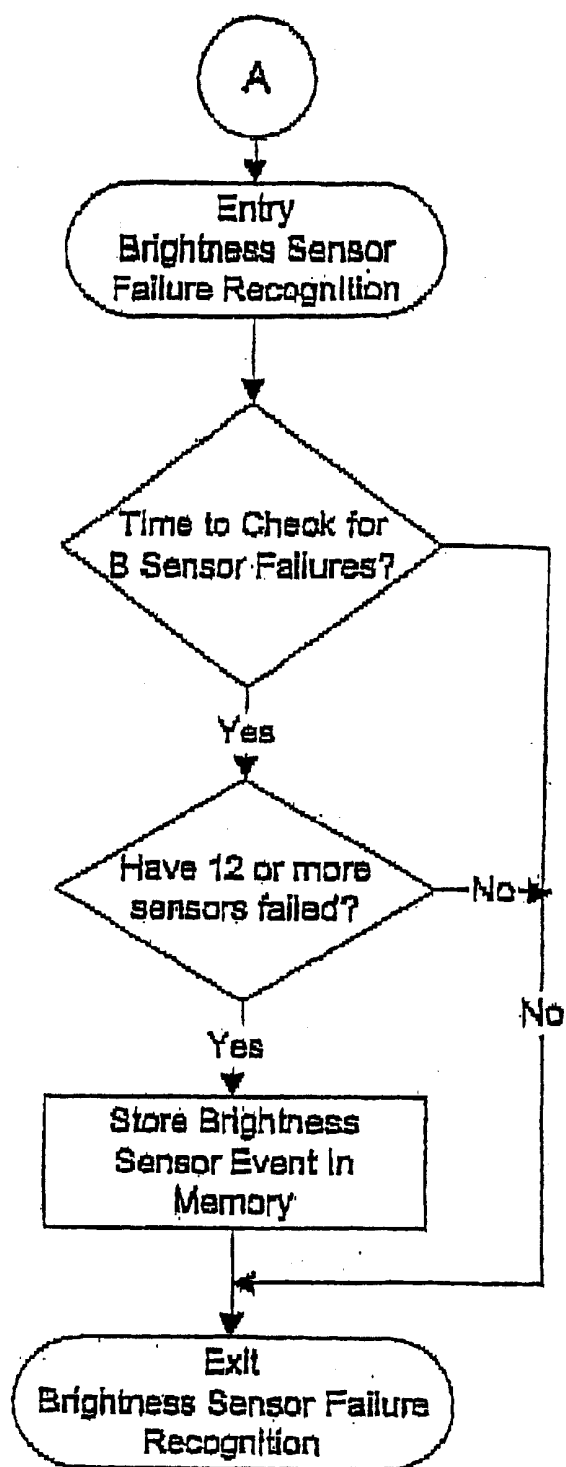 A
Entry
Brightness Sensor
Failure Recognition
Time to Check for
B Sensor Failures?
Yes
Have 12 or more
sensors failed?
No
No
Yes
Store Brightness
Sensor Event in
Memory
Exit
Brightness Sensor Failure
Recognition